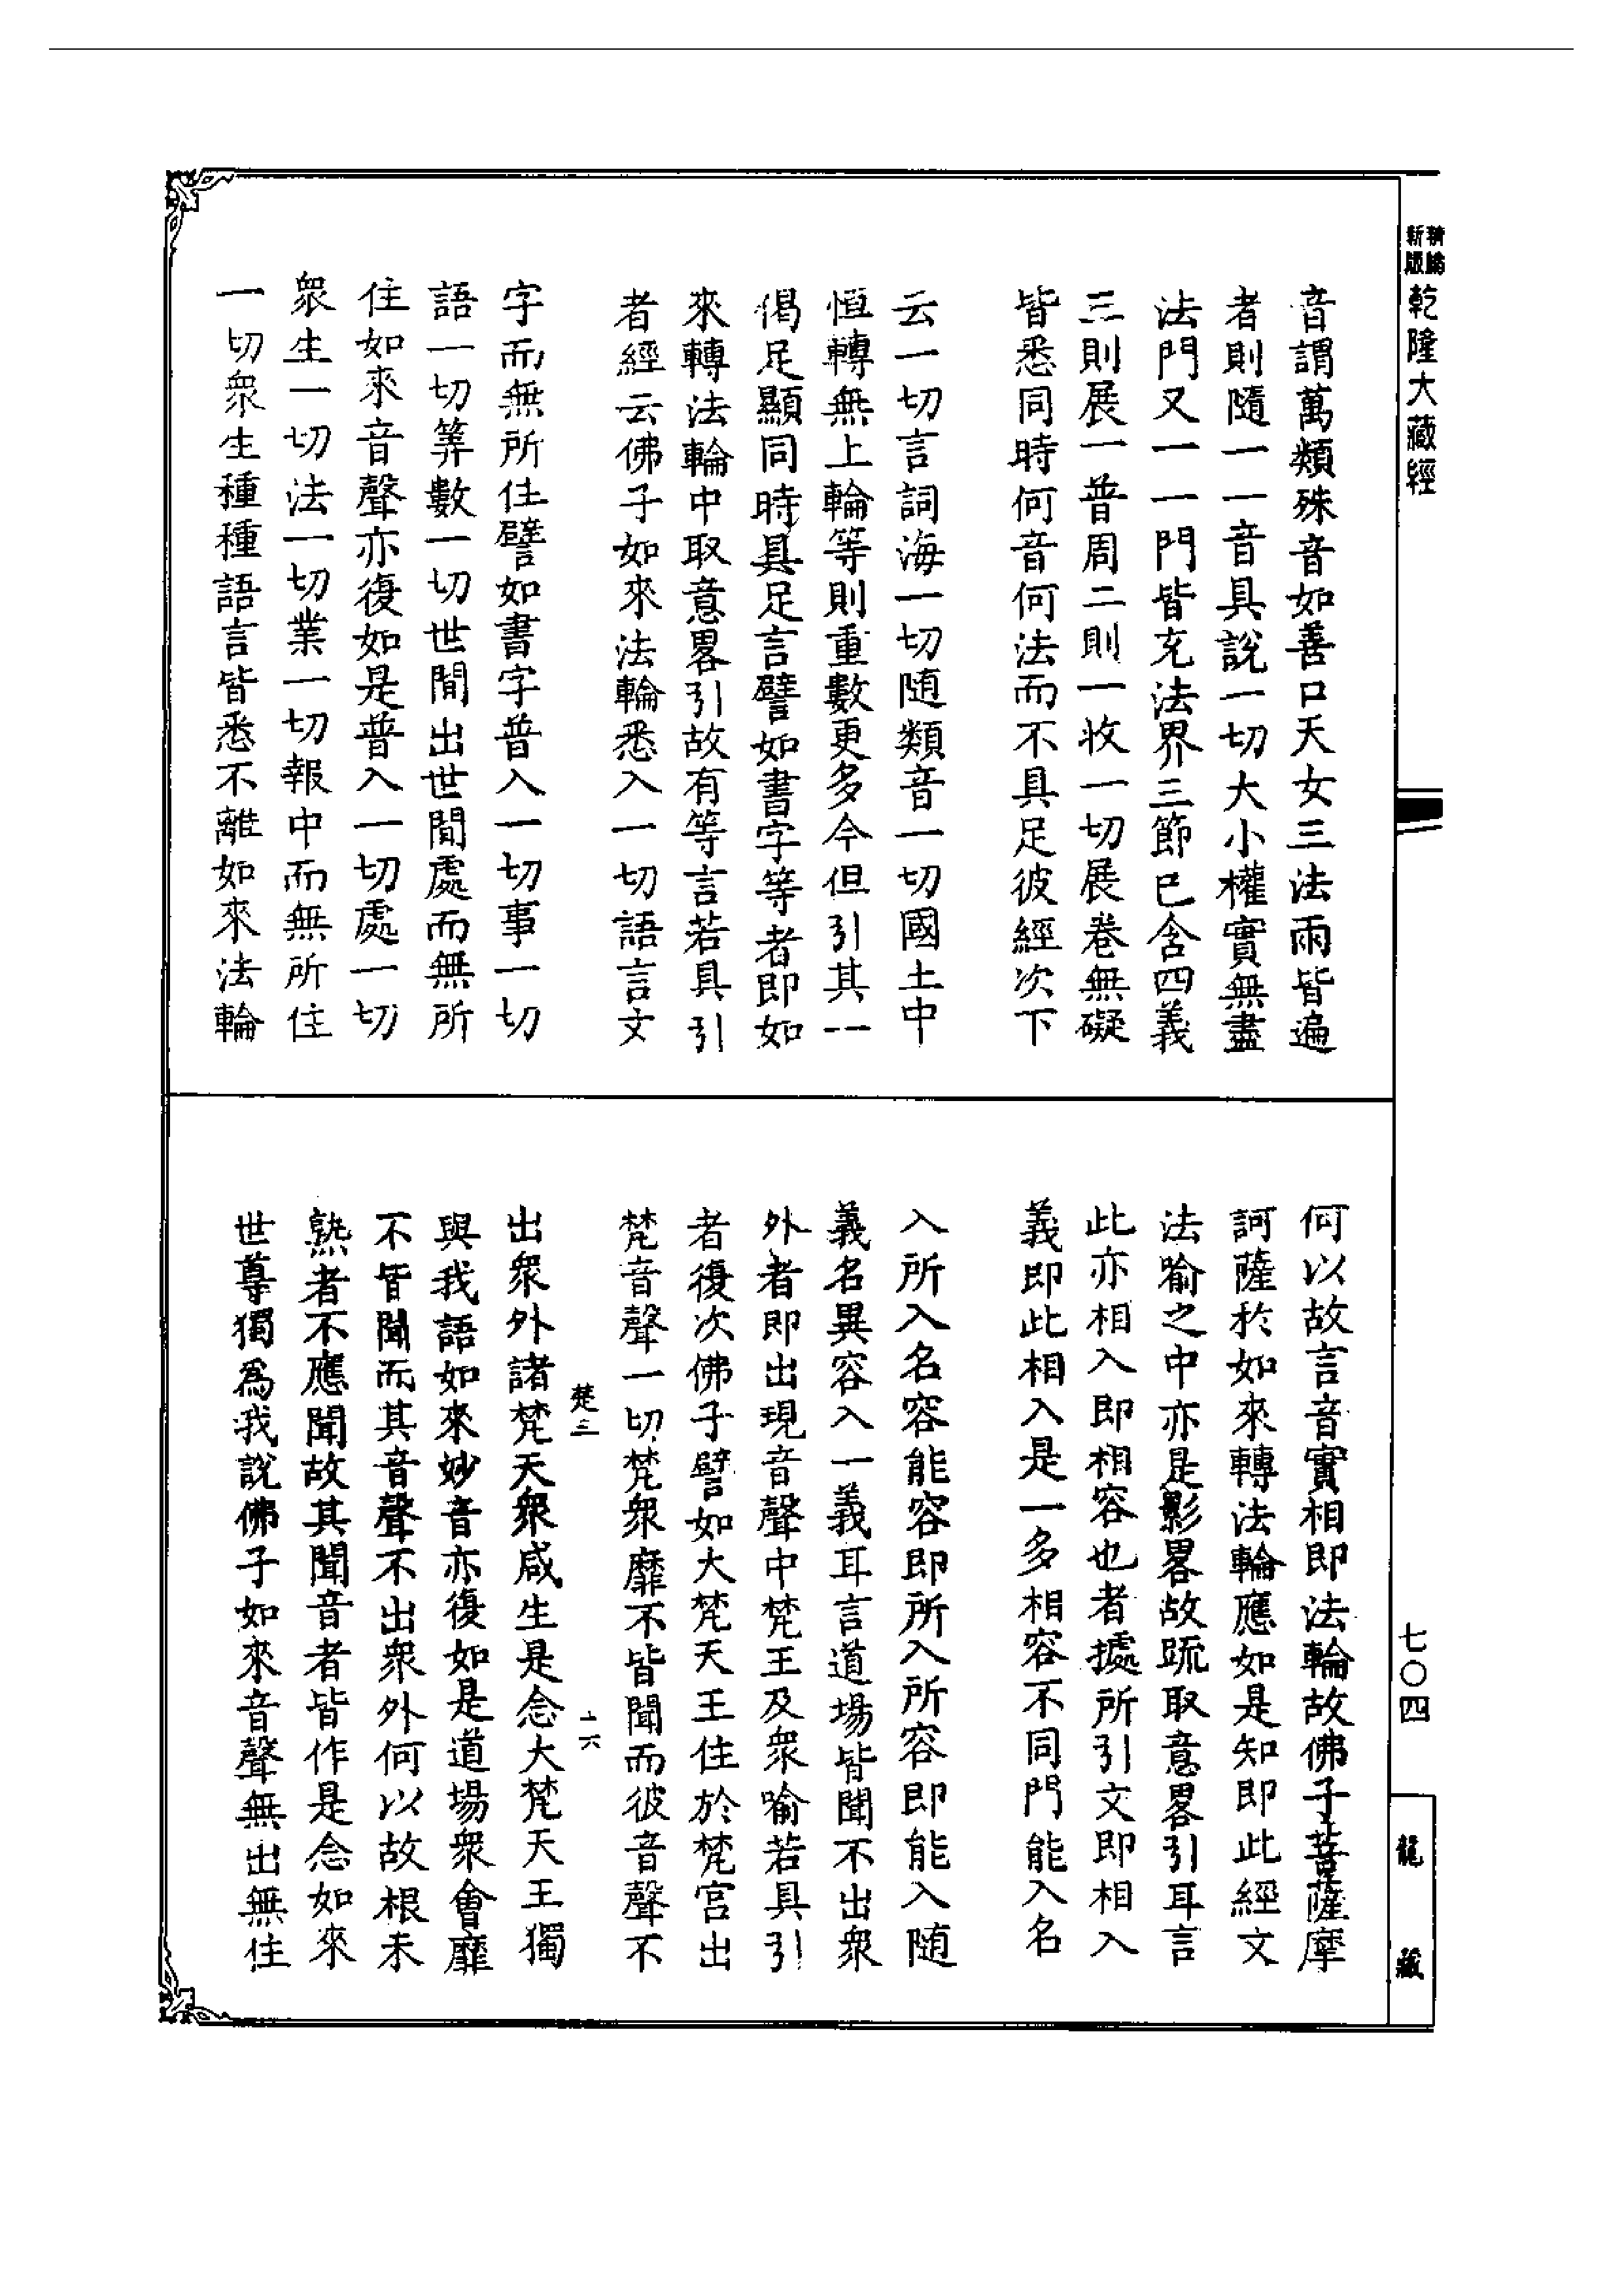 新版
精縮
乾隆大藏經
音謂萬類殊音如善口天女三法雨皆遍
者則隨一一音具說一切大小權實無盡
法門又一一門皆充法界三節已含四義
三則展一普周二則一收一切展卷無礙
皆悉同時何音何法而不具足彼經次下
云一切言詞海一切随類音一切國土中
恒轉無上輪等則重數更多今但引其一
偈足顯同時具足言譬如書字等者即如
來轉法輪中取意畧引故有等言若具引
者經云佛子如來法輪悉入一切語言文
字而無所住譬如書字普入一切事一切
語一切筭數一切世間出世間處而無所
住如來音聲亦復如是普入一切處一切
衆生一切法一切業一切報中而無所住
一切衆生種種語言皆悉不離如來法輪
何以故言音實相即法輪故佛子菩薩摩
訶薩於如來轉法輪應如是知即此經文
法喻之中亦是影畧故䟽取意畧引耳言
此亦相入即相容也者據所引文即相入
義即此相入是一多相容不同門能入名
入所入名容能容即所入所容即能入随
義名異容入一義耳言道場皆聞不出衆
外者即出現音聲中梵王及衆喻若具引
者復次佛子譬如大梵天王住於梵宫出
梵音聲一切梵衆靡不皆聞而彼音聲不
楚三
十六
出衆外諸梵天衆咸生是念大梵天王獨
與我語如來妙音亦復如是道場衆會靡
不皆聞而其音聲不出衆外何以故根未
熟者不應聞故其聞音者皆作是念如來
世尊獨爲我說佛子如來音聲無出無住
七〇四
龍藏